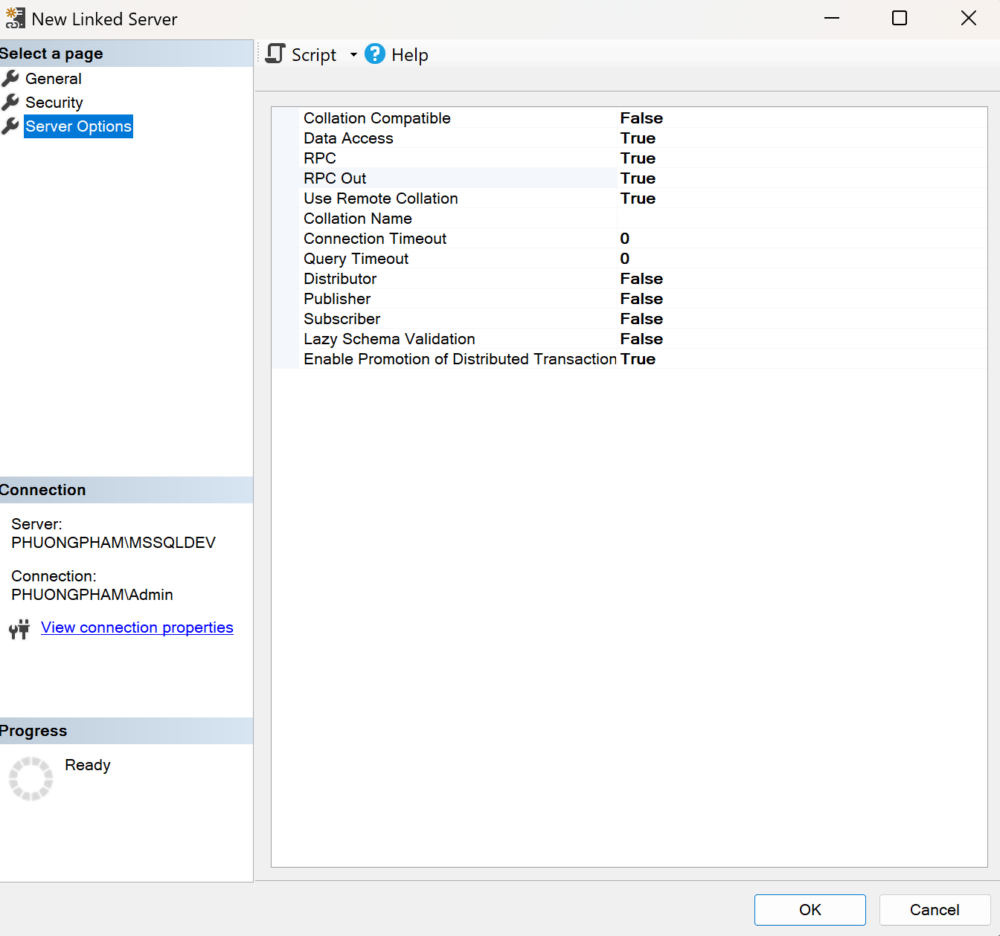 New Linked Server
Select a page
General
Security
Server Options
Script
Help
Collation Compatible False
Data Access True
RPC True
RPC Out True
Use Remote Collation True
Collation Name
Connection Timeout 0
Query Timeout 0
Distributor False
Publisher False
Subscriber False
Lazy Schema Validation False
Enable Promotion of Distributed Transaction True
Connection
Server:
PHUONGPHAM\MSSQLDEV
Connection:
PHUONGPHAM\Admin
View connection properties
Progress
Ready
OK
Cancel